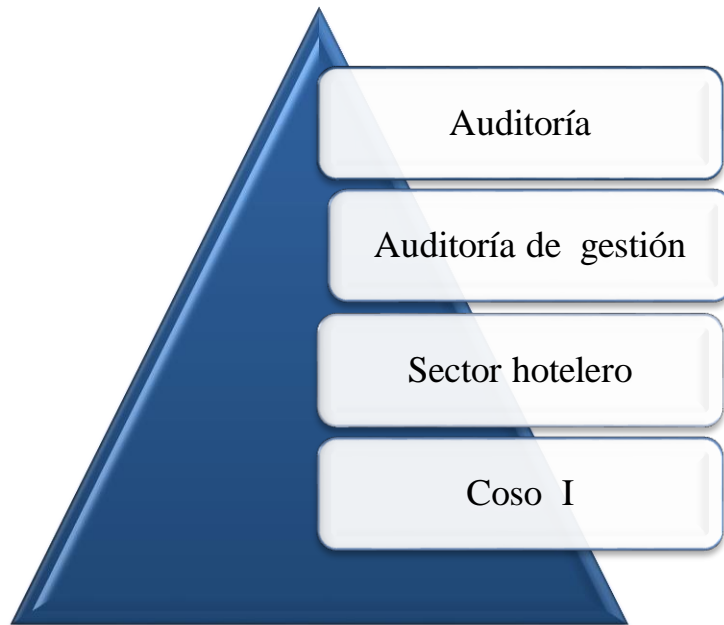 Auditoría
Auditoría de gestión
Sector hotelero
Coso I